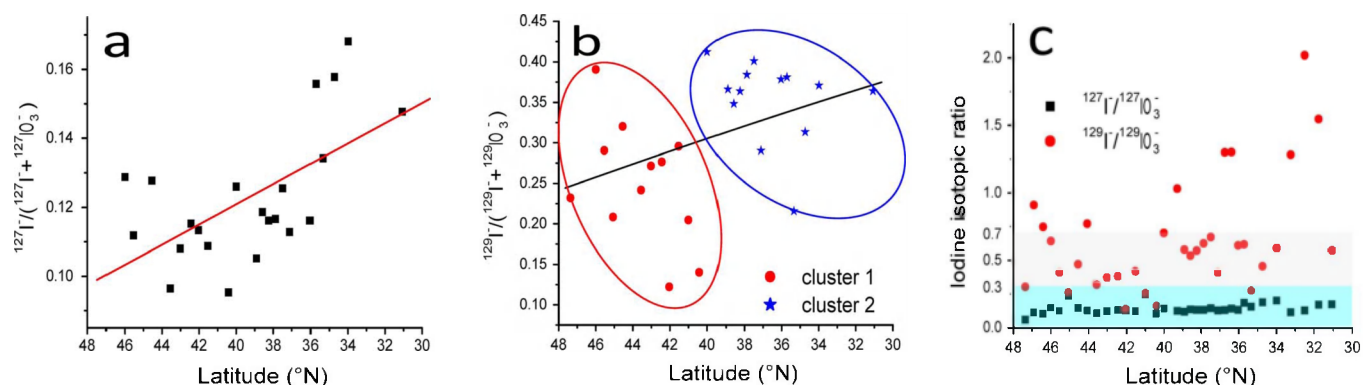 a
¹²⁷I⁻/(¹²⁷I⁻+¹²⁷IO₃⁻)
0.16
0.14
0.12
0.10
48 46 44 42 40 38 36 34 32 30
Latitude (°N)
b
¹²⁹I⁻/(¹²⁹I⁻+¹²⁹IO₃⁻)
0.45
0.40
0.35
0.30
0.25
0.20
0.15
0.10
cluster 1
cluster 2
48 46 44 42 40 38 36 34 32 30
Latitude (°N)
c
Iodine isotopic ratio
2.0
1.5
1.0
0.7
0.5
0.3
0.0
¹²⁷I⁻/¹²⁷IO₃⁻
¹²⁹I⁻/¹²⁹IO₃⁻
48 46 44 42 40 38 36 34 32 30
Latitude (°N)